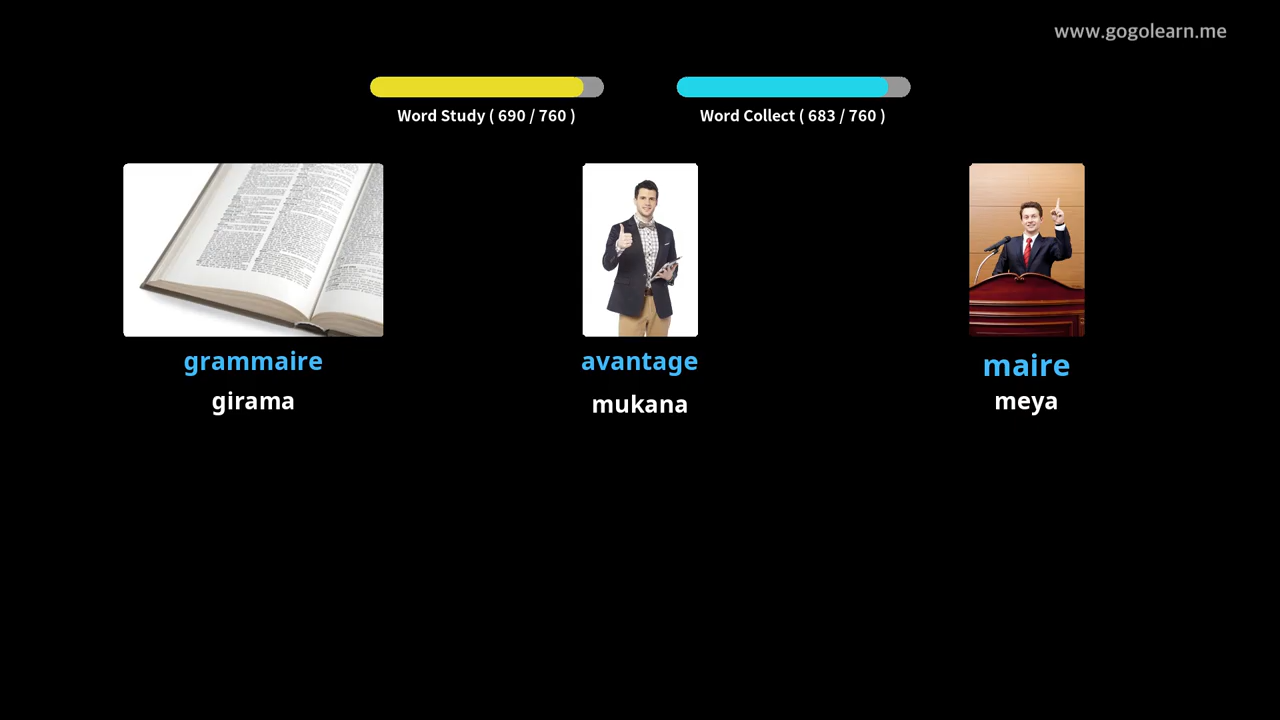 www.gogolearn.me
Word Study ( 690 / 760 )
Word Collect ( 683 / 760 )
grammaire
girama
avantage
mukana
maire
meya